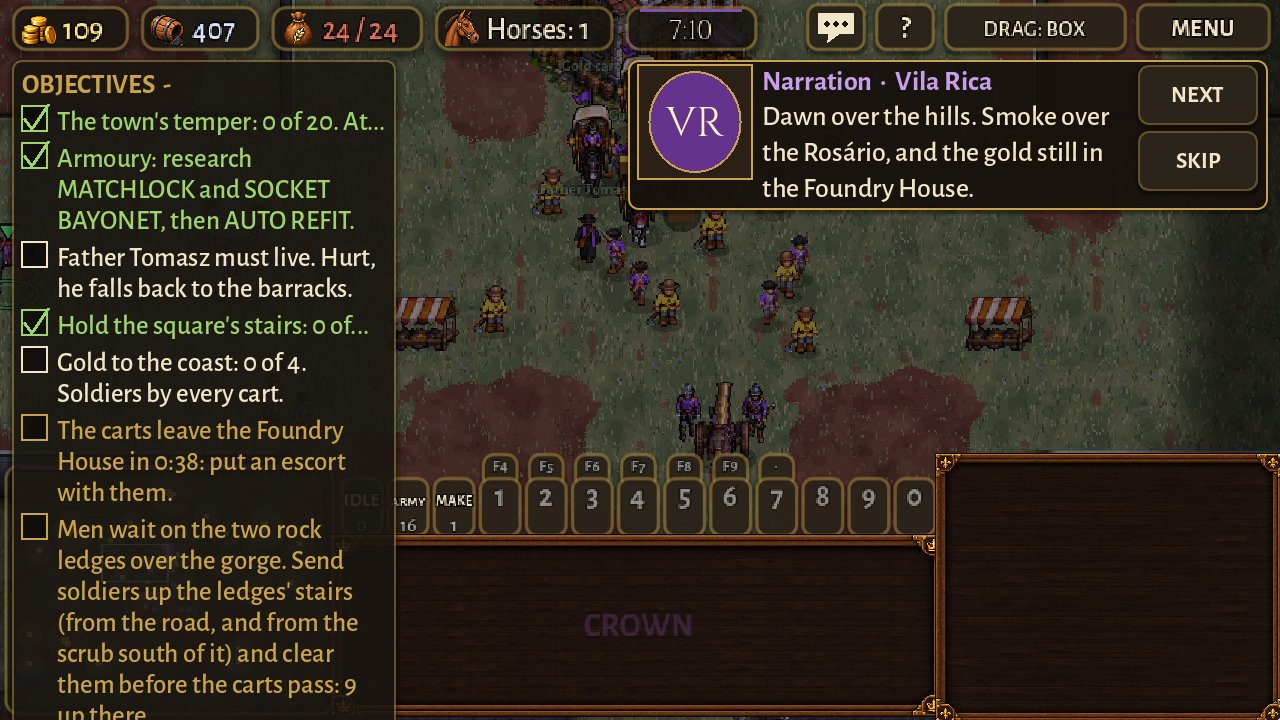 109
407
24 / 24
Horses: 1
7:10
?
DRAG: BOX
MENU
OBJECTIVES -
The town's temper: 0 of 20. At...
Armoury: research
MATCHLOCK and SOCKET
BAYONET, then AUTO REFIT.
Father Tomasz must live. Hurt,
he falls back to the barracks.
Hold the square's stairs: 0 of...
Gold to the coast: 0 of 4.
Soldiers by every cart.
The carts leave the Foundry
House in 0:38: put an escort
with them.
Men wait on the two rock
ledges over the gorge. Send
soldiers up the ledges' stairs
(from the road, and from the
scrub south of it) and clear
them before the carts pass: 9
up there.
Gold cart
Father Tomas
VR
Narration · Vila Rica
Dawn over the hills. Smoke over
the Rosário, and the gold still in
the Foundry House.
NEXT
SKIP
F4 F5 F6 F7 F8 F9 ·
IDLE ARMY MAKE 1 2 3 4 5 6 7 8 9 0
0 16 1
CROWN